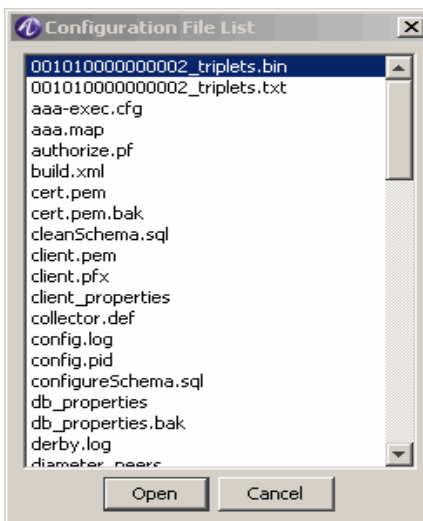 Configuration File List
001010000000002_triplets.bin
001010000000002_triplets.txt
aaa-exec.cfg
aaa.map
authorize.pf
build.xml
cert.pem
cert.pem.bak
cleanSchema.sql
client.pem
client.pfx
client_properties
collector.def
config.log
config.pid
configureSchema.sql
db_properties
db_properties.bak
derby.log
diameter_peers
Open Cancel